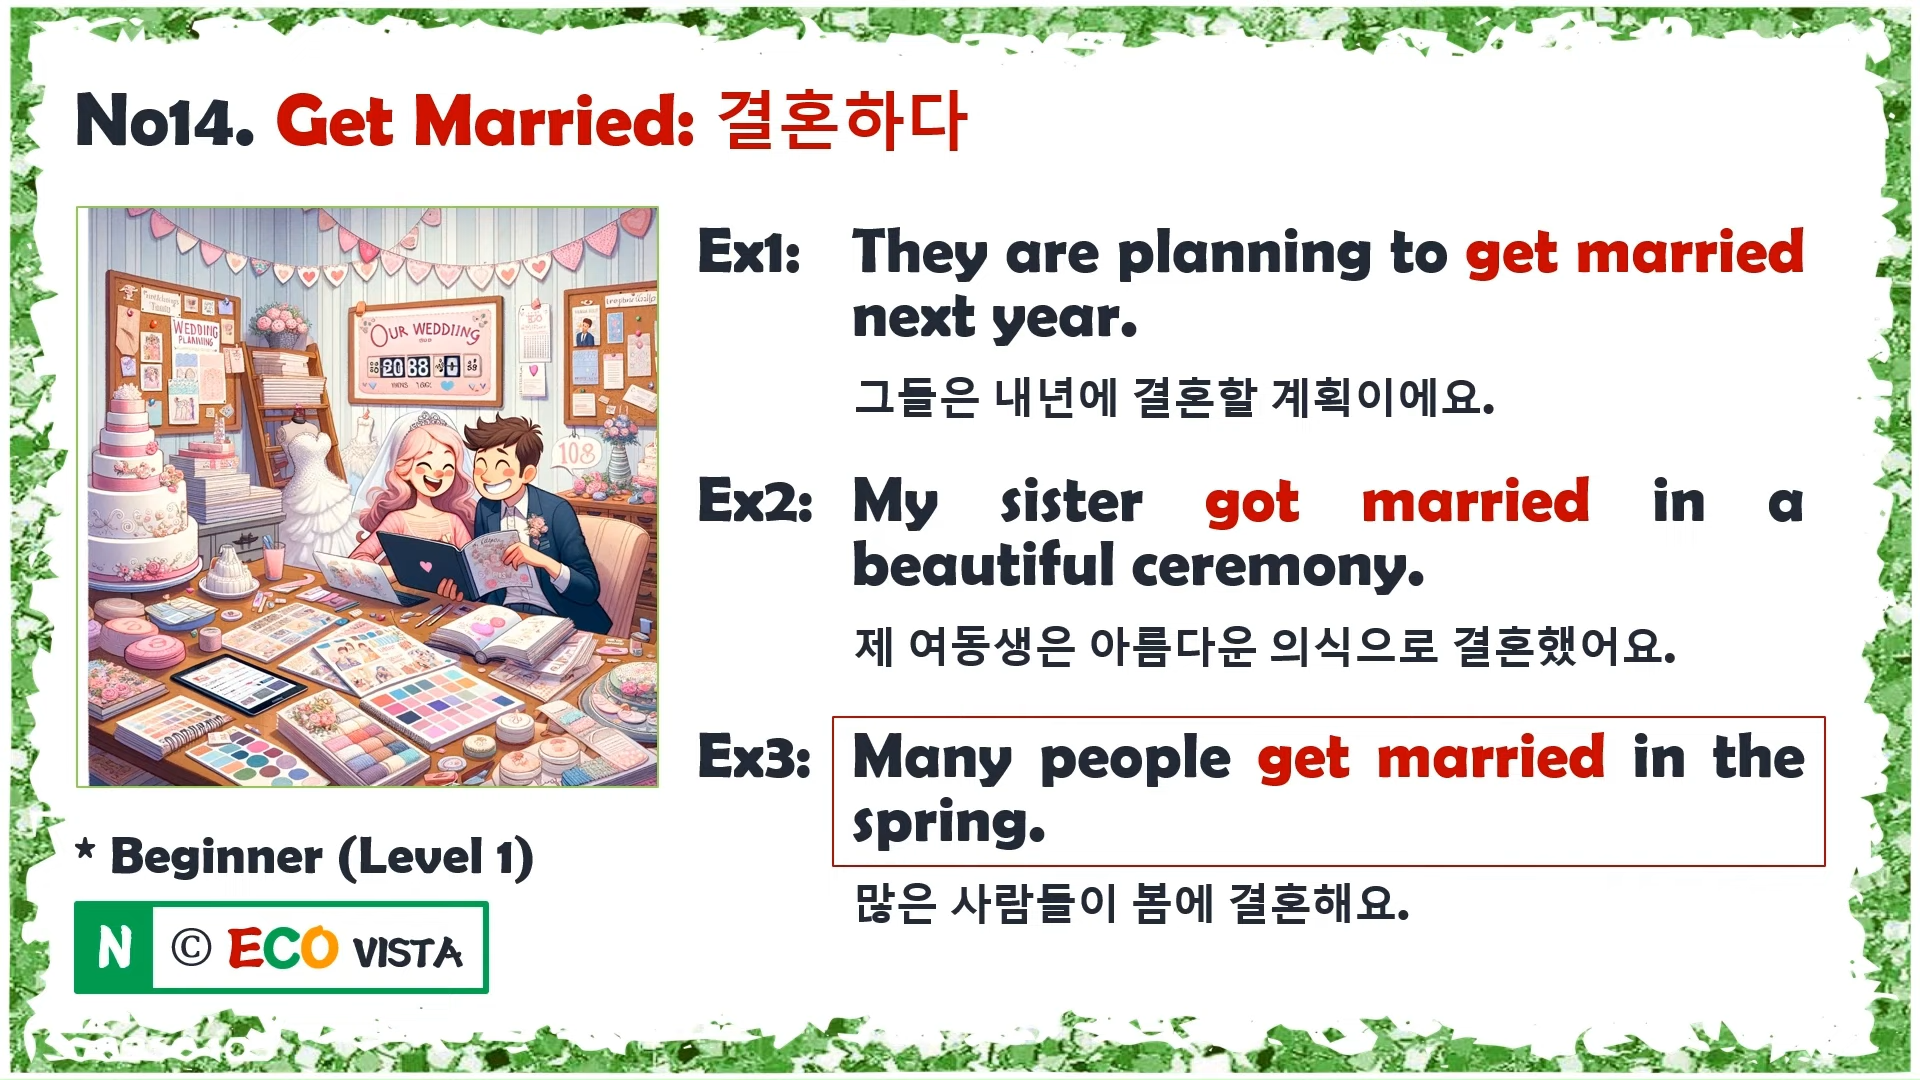 No14. Get Married: 결혼하다
WEDDING
PLANNING
OUR WEDDIING
108
Ex1: They are planning to get married
next year.
그들은 내년에 결혼할 계획이에요.
Ex2: My sister got married in a
beautiful ceremony.
제 여동생은 아름다운 의식으로 결혼했어요.
Ex3: Many people get married in the
spring.
많은 사람들이 봄에 결혼해요.
* Beginner (Level 1)
N © ECO VISTA